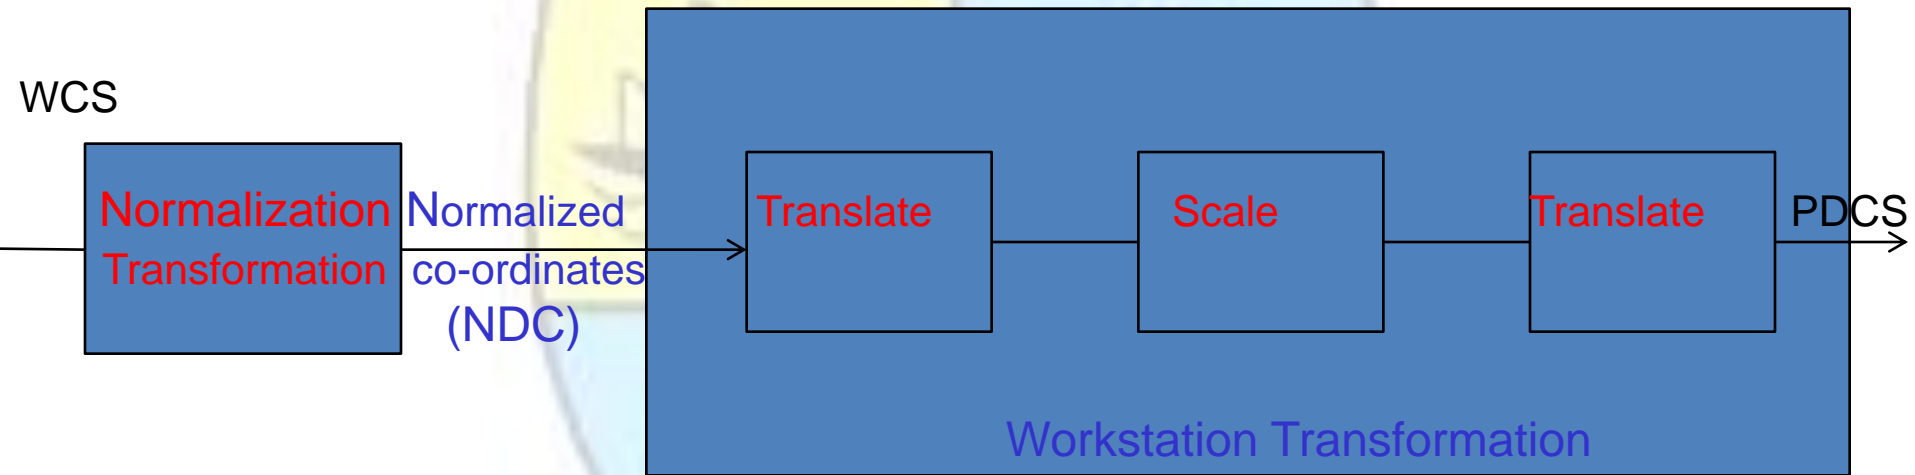 WCS
Normalization
Transformation
Normalized
co-ordinates
(NDC)
Translate
Scale
Translate
PDCS
Workstation Transformation